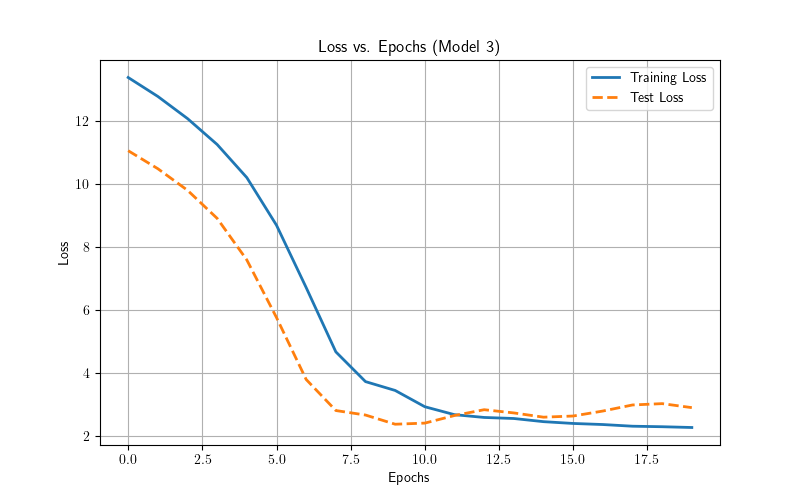 Loss vs. Epochs (Model 3)
Training Loss
Test Loss
12
10
8
6
4
2
Loss
0.0 2.5 5.0 7.5 10.0 12.5 15.0 17.5
Epochs